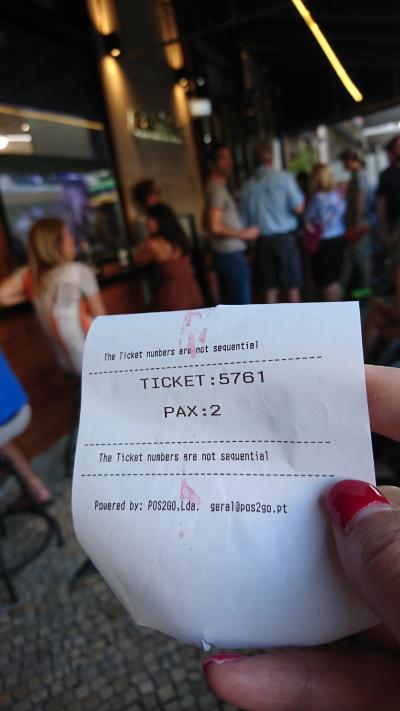 The Ticket numbers are not sequential
TICKET:5761
PAX:2
The Ticket numbers are not sequential
Powered by: POS2GO,Lda. geral@pos2go.pt